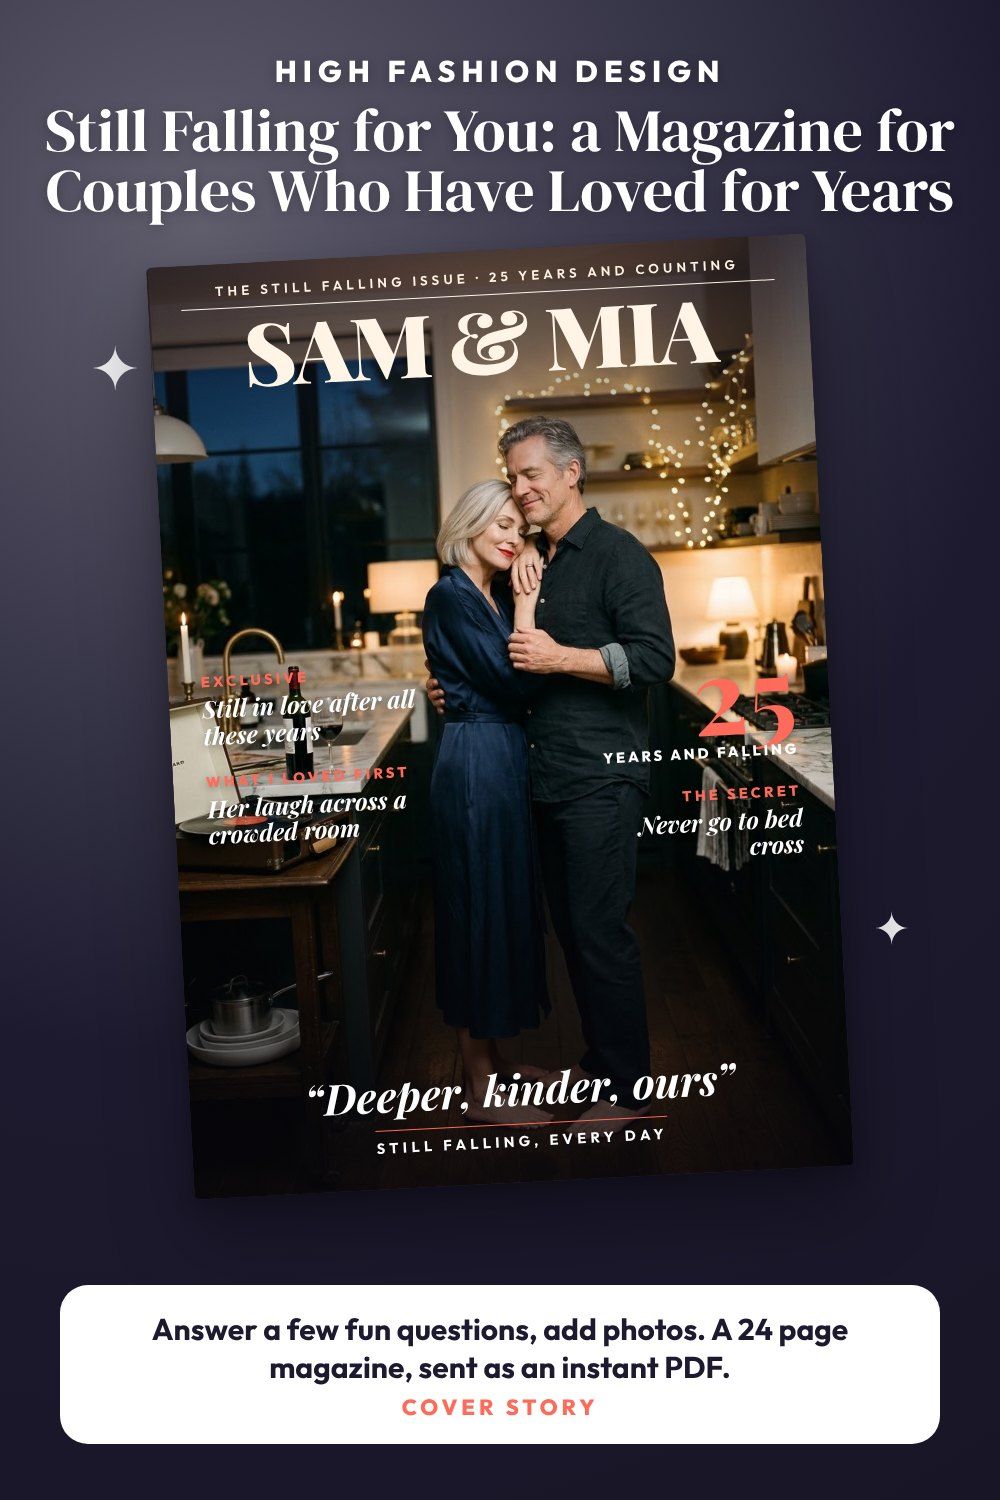 HIGH FASHION DESIGN
Still Falling for You: a Magazine for
Couples Who Have Loved for Years
THE STILL FALLING ISSUE · 25 YEARS AND COUNTING
SAM & MIA
EXCLUSIVE
Still in love after all
these years
WHAT I LOVED FIRST
Her laugh across a
crowded room
25
YEARS AND FALLING
THE SECRET
Never go to bed
cross
“Deeper, kinder, ours”
STILL FALLING, EVERY DAY
Answer a few fun questions, add photos. A 24 page
magazine, sent as an instant PDF.
COVER STORY